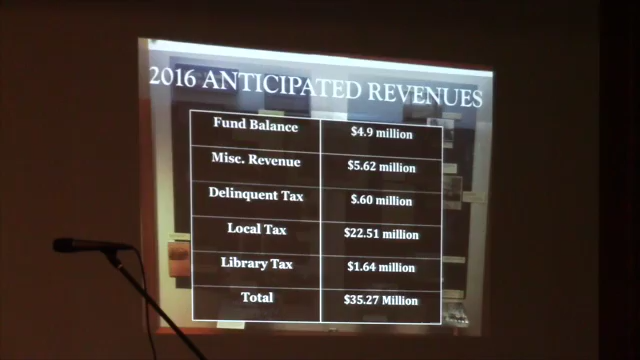 2016 ANTICIPATED REVENUES
Fund Balance $4.9 million
Misc. Revenue $5.62 million
Delinquent Tax $.60 million
Local Tax $22.51 million
Library Tax $1.64 million
Total $35.27 Million